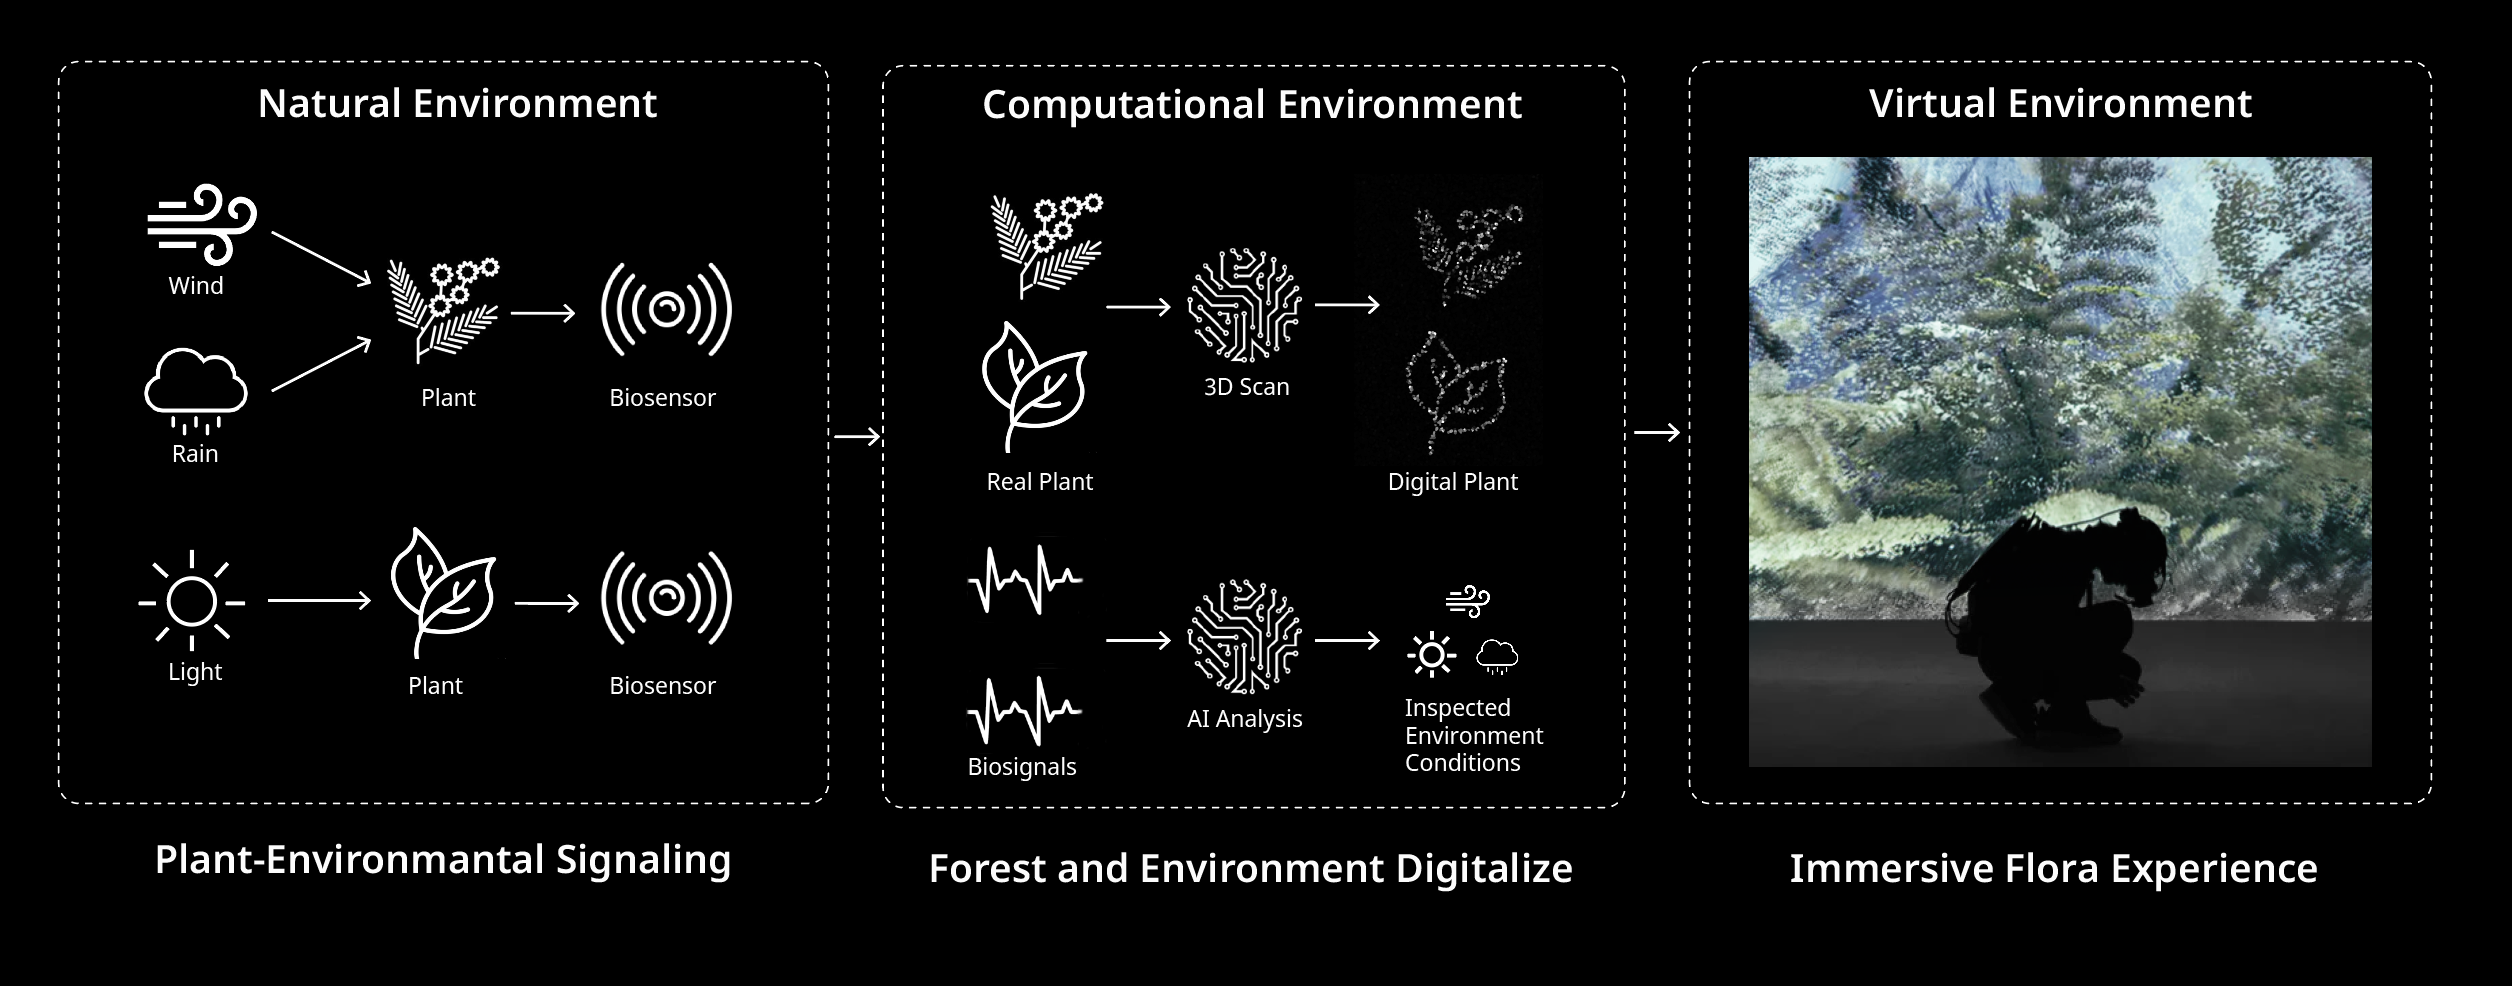 Natural Environment
Wind
Rain
Plant
Biosensor
Light
Plant
Biosensor
Plant-Environmantal Signaling
Computational Environment
Real Plant
3D Scan
Digital Plant
Biosignals
AI Analysis
Inspected
Environment
Conditions
Forest and Environment Digitalize
Virtual Environment
Immersive Flora Experience